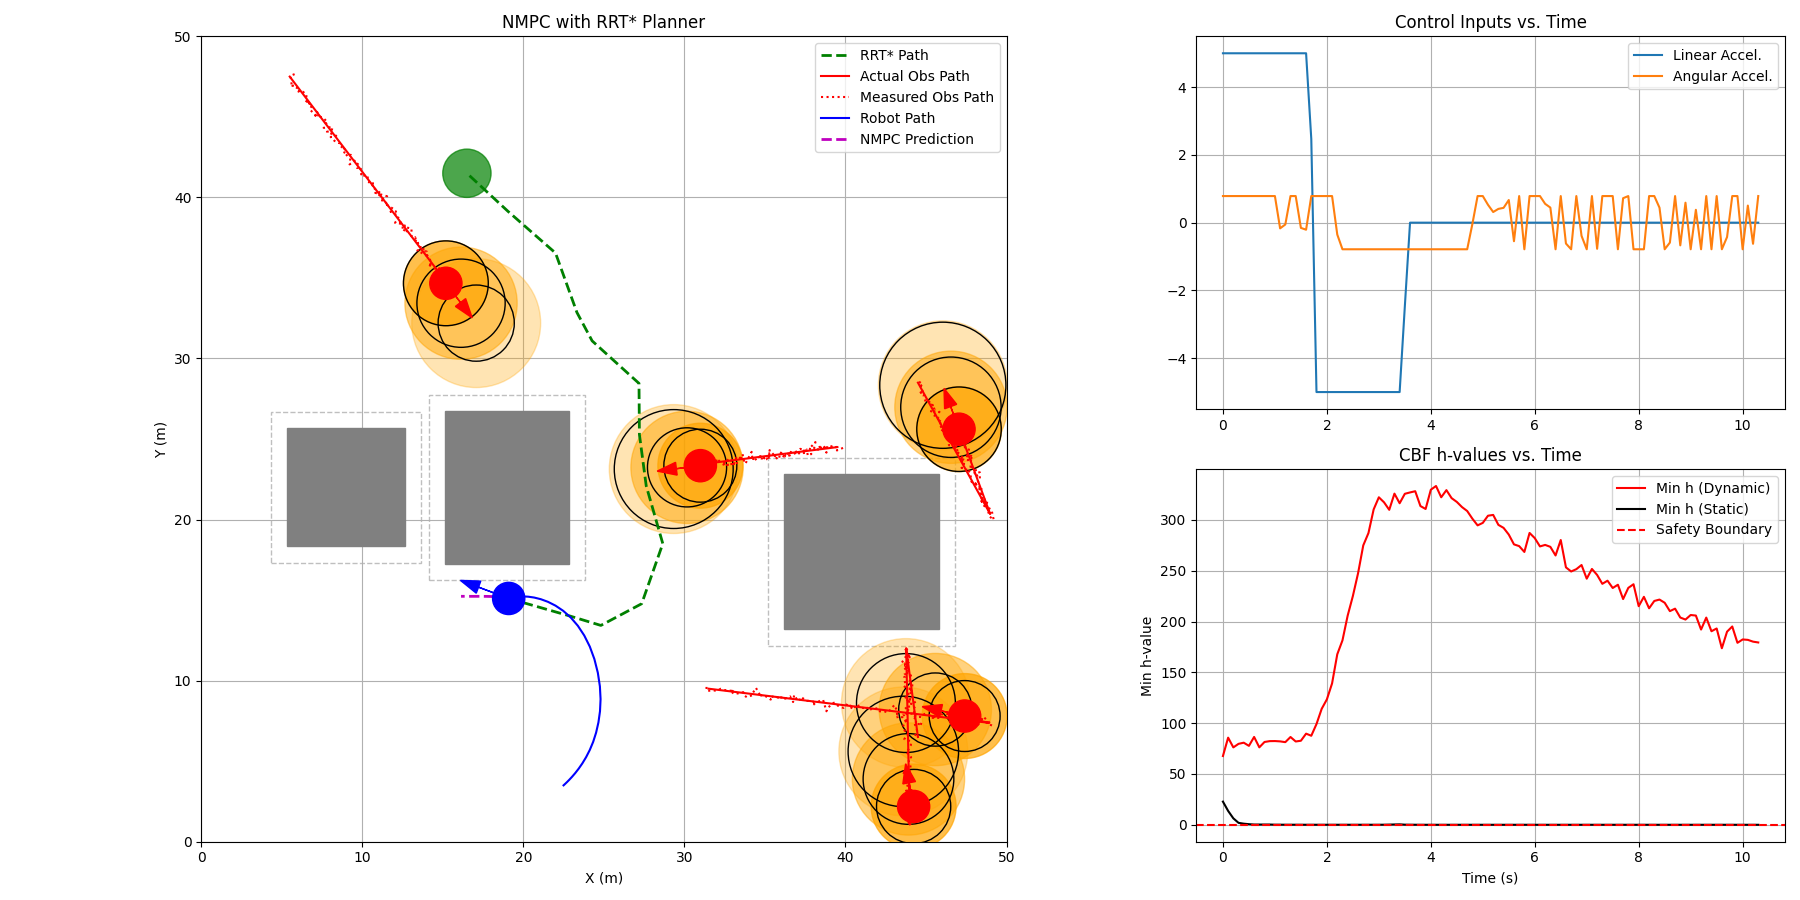 NMPC with RRT* Planner
RRT* Path
Actual Obs Path
Measured Obs Path
Robot Path
NMPC Prediction
50
40
30
20
10
0
Y (m)
0 10 20 30 40 50
X (m)
Control Inputs vs. Time
Linear Accel.
Angular Accel.
4
2
0
−2
−4
0 2 4 6 8 10
CBF h-values vs. Time
Min h (Dynamic)
Min h (Static)
Safety Boundary
300
250
200
150
100
50
0
Min h-value
0 2 4 6 8 10
Time (s)